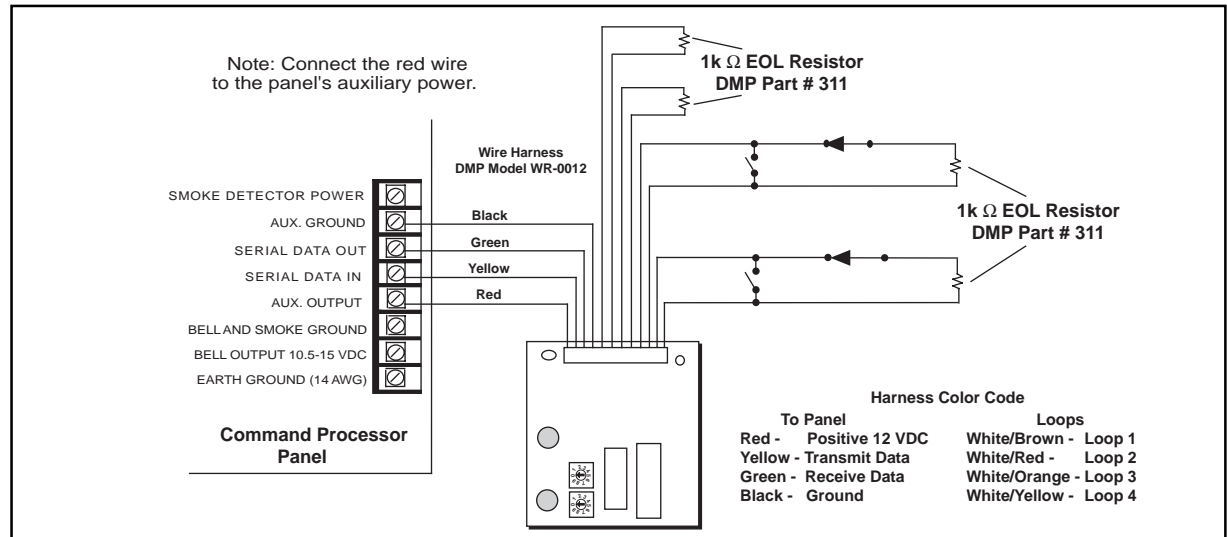 Note: Connect the red wire
to the panel's auxiliary power.
1k Ω EOL Resistor
DMP Part # 311
Wire Harness
DMP Model WR-0012
SMOKE DETECTOR POWER
AUX. GROUND
Black
SERIAL DATA OUT
Green
SERIAL DATA IN
Yellow
AUX. OUTPUT
Red
BELL AND SMOKE GROUND
BELL OUTPUT 10.5-15 VDC
EARTH GROUND (14 AWG)
1k Ω EOL Resistor
DMP Part # 311
Command Processor
Panel
Harness Color Code
To Panel
Red - Positive 12 VDC
Yellow - Transmit Data
Green - Receive Data
Black - Ground
Loops
White/Brown - Loop 1
White/Red - Loop 2
White/Orange - Loop 3
White/Yellow - Loop 4